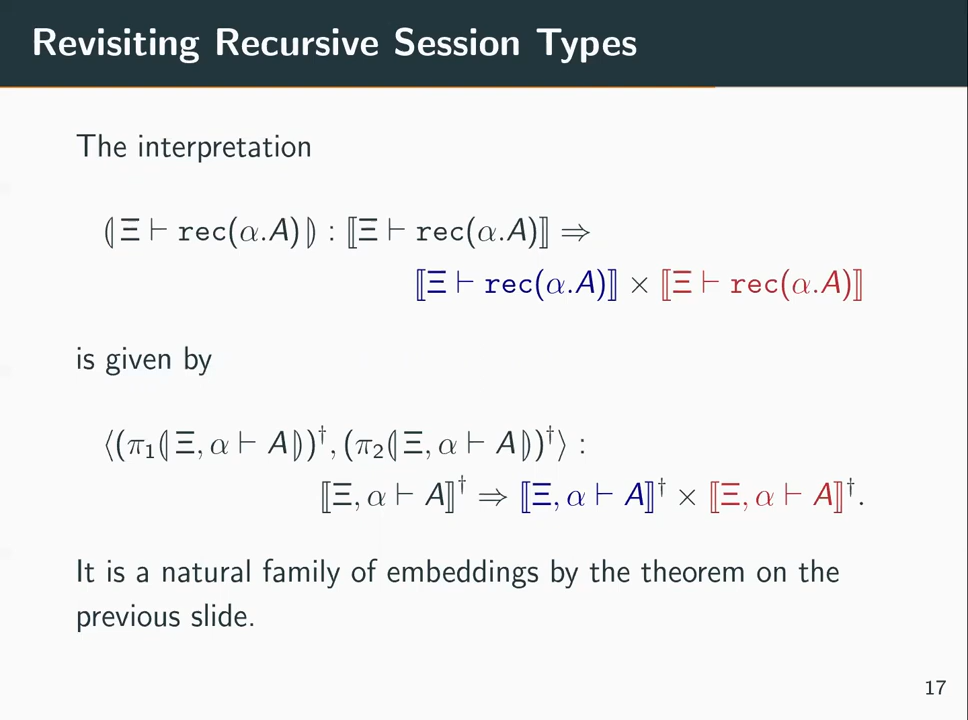 Revisiting Recursive Session Types
The interpretation
⦇Ξ ⊢ rec(α.A)⦈ : ⟦Ξ ⊢ rec(α.A)⟧ ⇒
⟦Ξ ⊢ rec(α.A)⟧ × ⟦Ξ ⊢ rec(α.A)⟧
is given by
⟨(π₁⦇Ξ, α ⊢ A⦈)†, (π₂⦇Ξ, α ⊢ A⦈)†⟩ :
⟦Ξ, α ⊢ A⟧† ⇒ ⟦Ξ, α ⊢ A⟧† × ⟦Ξ, α ⊢ A⟧†.
It is a natural family of embeddings by the theorem on the
previous slide.
17